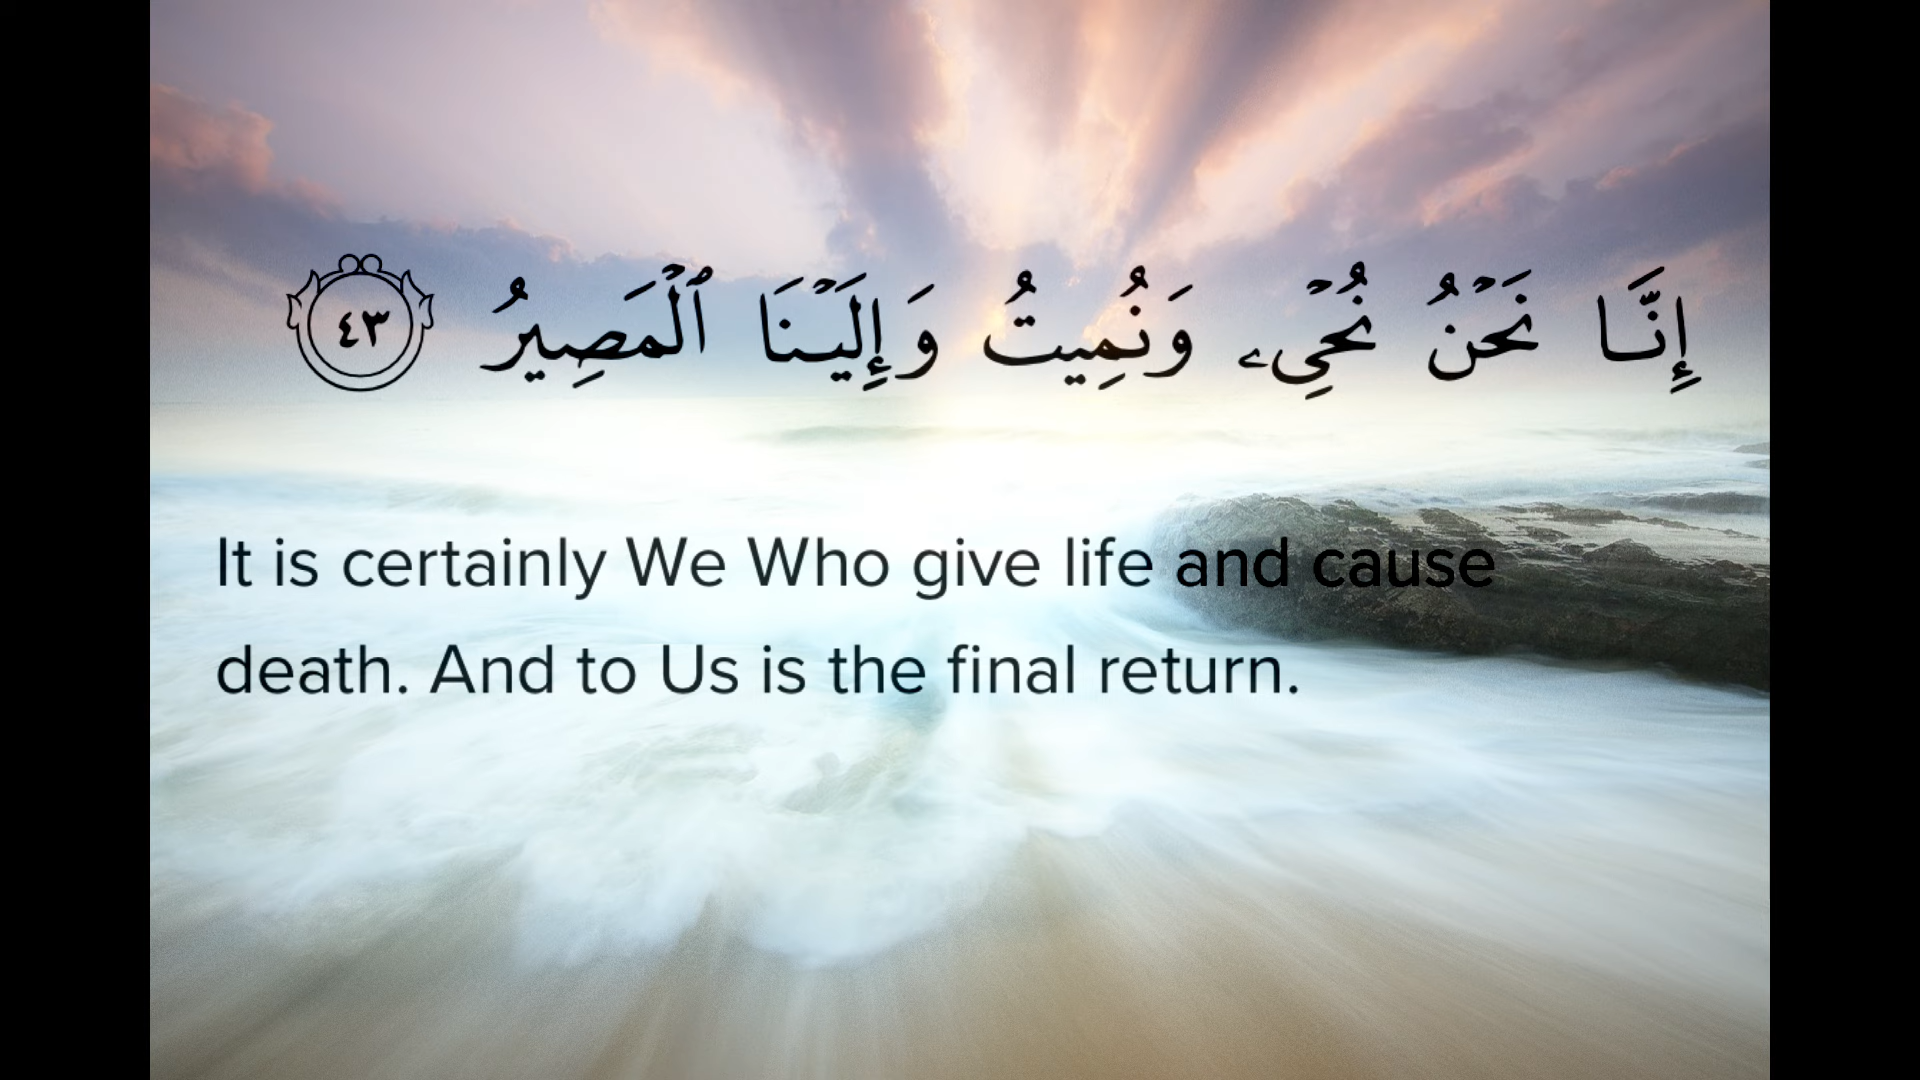 إِنَّا نَحْنُ نُحْىِۦ وَنُمِيتُ وَإِلَيْنَا ٱلْمَصِيرُ ٤٣
It is certainly We Who give life and cause
death. And to Us is the final return.